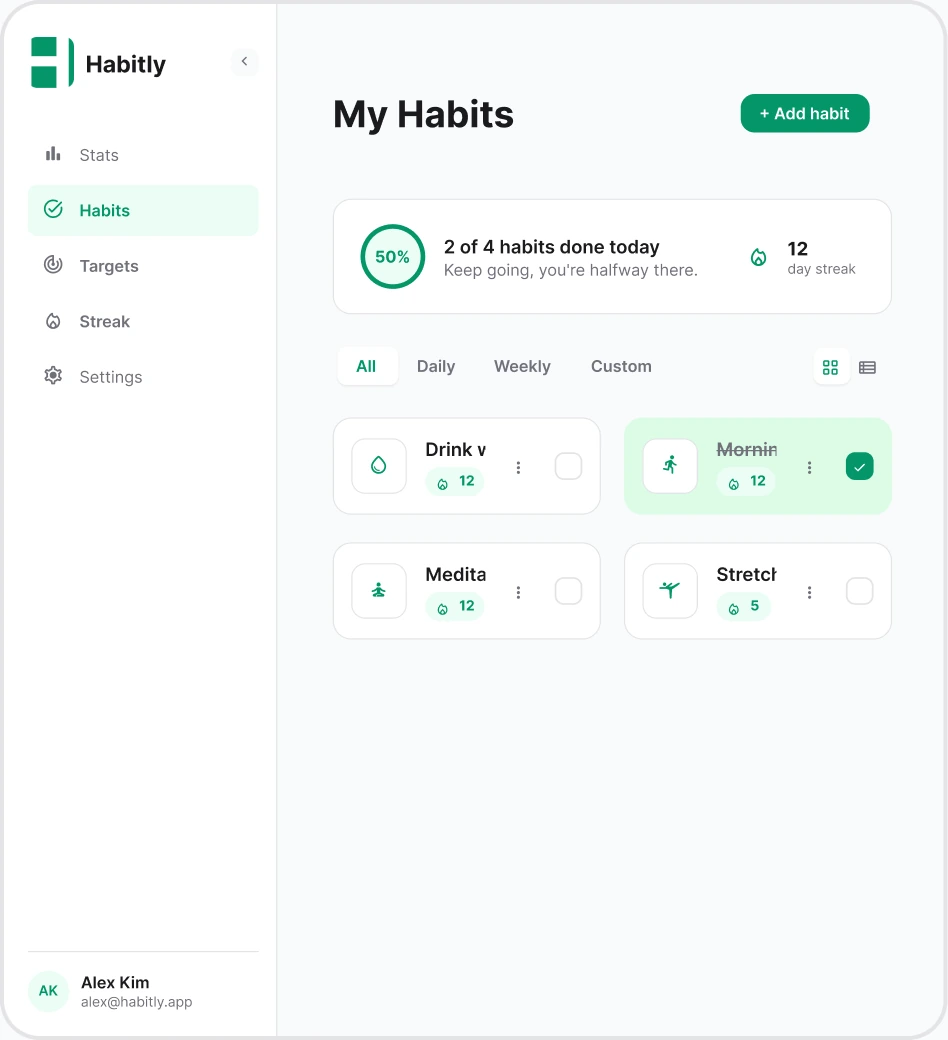 Habitly
Stats
Habits
Targets
Streak
Settings
Alex Kim
AK
alex@habitly.app
My Habits
+ Add habit
50%
2 of 4 habits done today
Keep going, you're halfway there.
12
day streak
All
Daily
Weekly
Custom
Drink
12
Mornin
12
Medita
12
Stretch
5